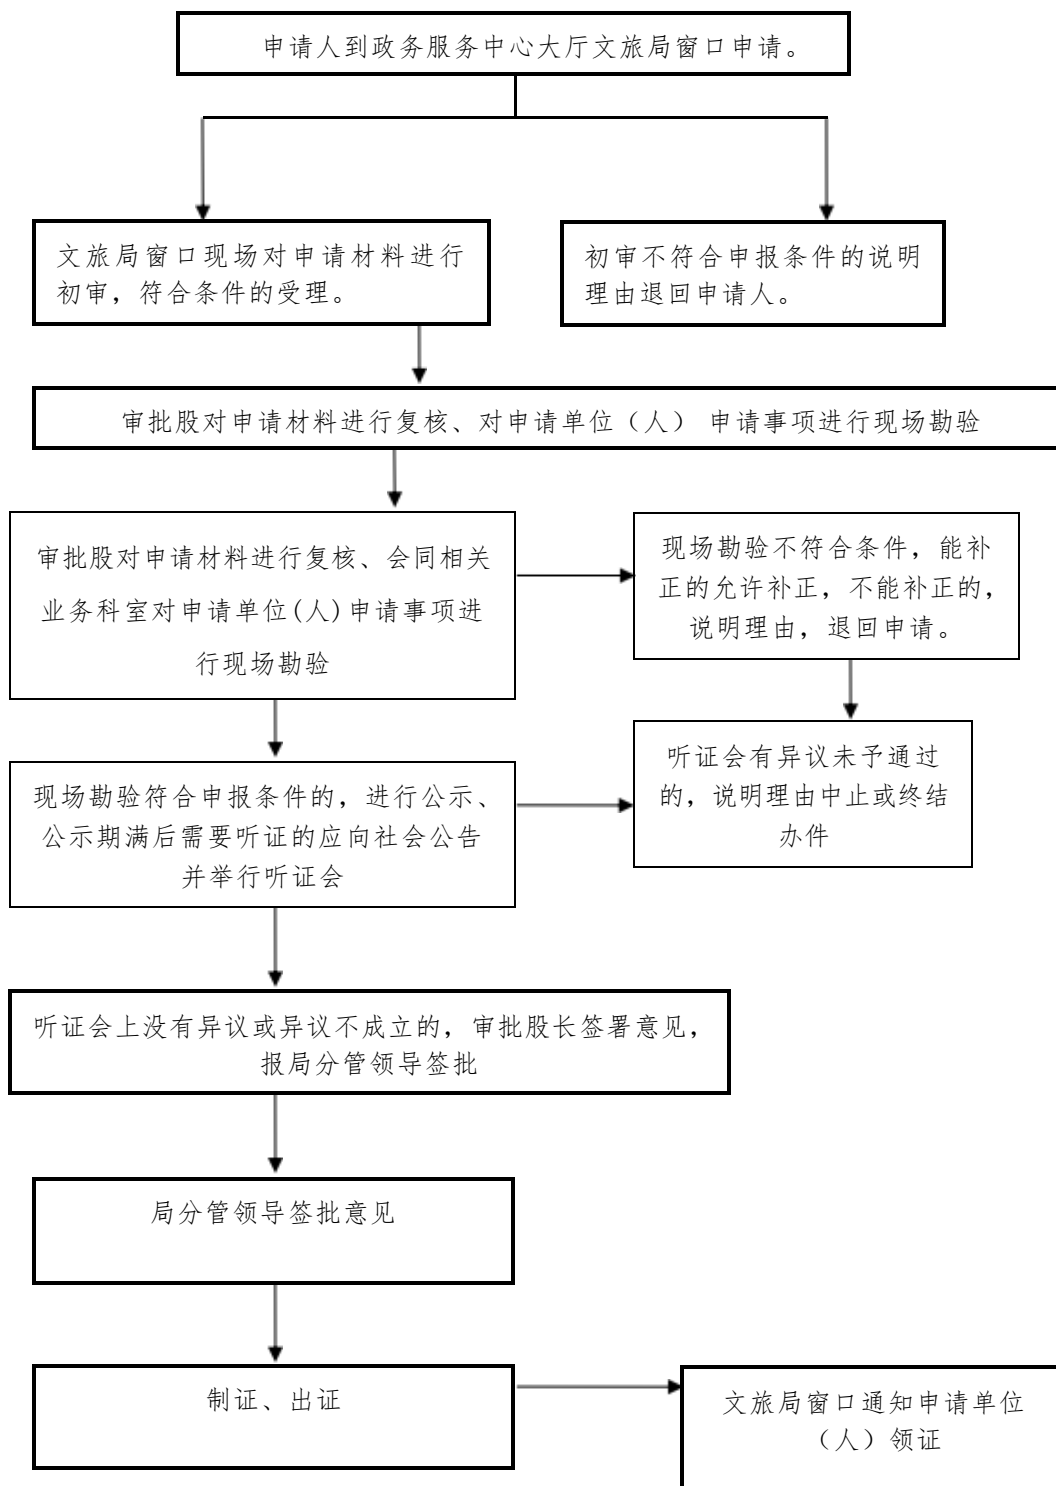 申请人到政务服务中心大厅文旅局窗口申请。
文旅局窗口现场对申请材料进行
初审，符合条件的受理。
初审不符合申报条件的说明
理由退回申请人。
审批股对申请材料进行复核、对申请单位（人） 申请事项进行现场勘验
审批股对申请材料进行复核、会同相关
业务科室对申请单位(人)申请事项进
行现场勘验
现场勘验不符合条件，能补
正的允许补正，不能补正的，
说明理由，退回申请。
现场勘验符合申报条件的，进行公示、
公示期满后需要听证的应向社会公告
并举行听证会
听证会有异议未予通过
的，说明理由中止或终结
办件
听证会上没有异议或异议不成立的，审批股长签署意见，
报局分管领导签批
局分管领导签批意见
制证、出证
文旅局窗口通知申请单位
（人）领证